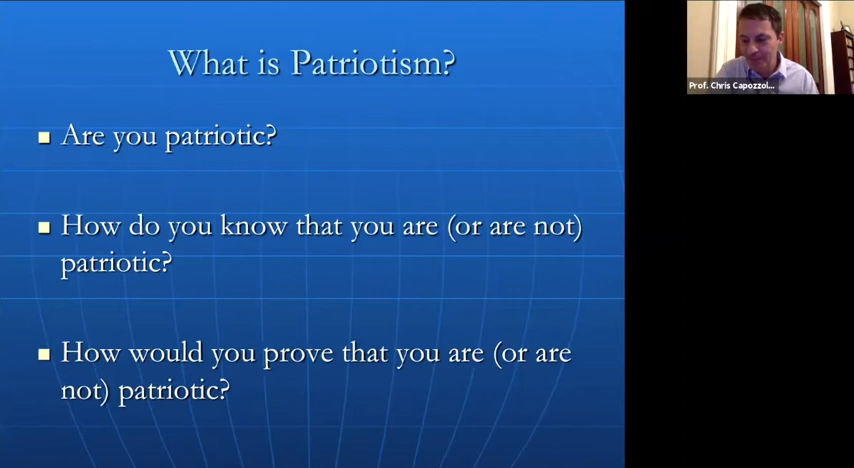 What is Patriotism?
Are you patriotic?
How do you know that you are (or are not)
patriotic?
How would you prove that you are (or are
not) patriotic?
Prof. Chris Capozzol...